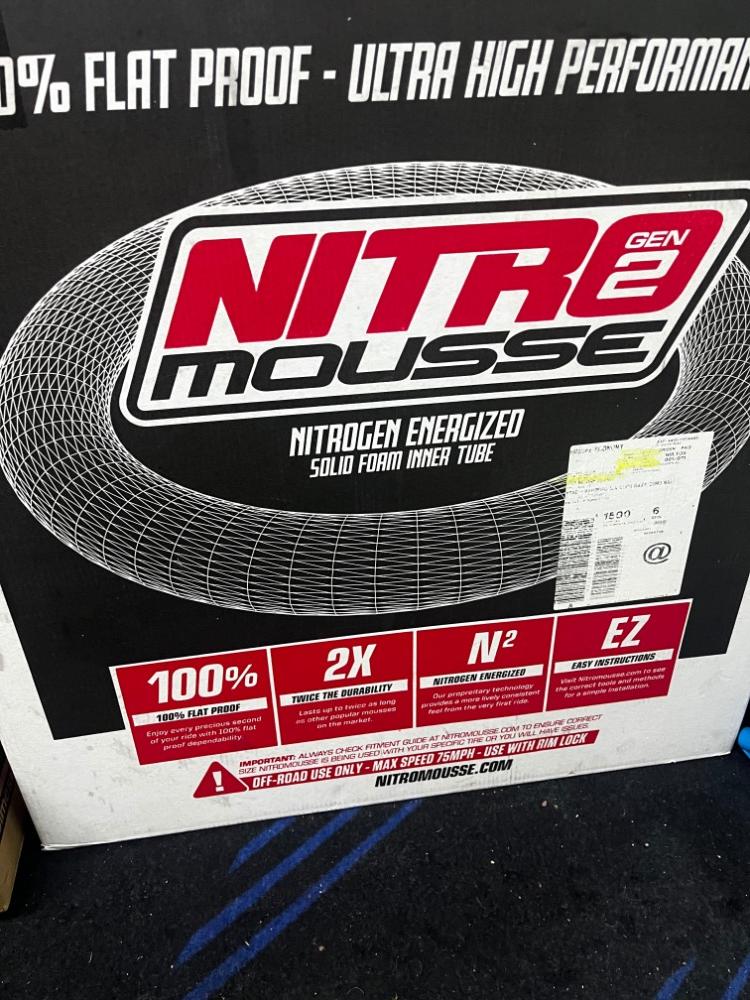 0% FLAT PROOF - ULTRA HIGH PERFORMAN
NITRO
GEN
2
MOUSSE
NITROGEN ENERGIZED
SOLID FOAM INNER TUBE
1500 6
@
100%
100% FLAT PROOF
Enjoy every precious second
of your ride with 100% flat
proof dependability.
2X
TWICE THE DURABILITY
Lasts up to twice as long
as other popular mousses
on the market.
N²
NITROGEN ENERGIZED
Our proprietary technology
provides a more lively consistent
feel from the very first ride.
EZ
EASY INSTRUCTIONS
Visit Nitromousse.com to see
the correct tools and methods
for a simple installation.
IMPORTANT: ALWAYS CHECK FITMENT GUIDE AT NITROMOUSSE.COM TO ENSURE CORRECT
SIZE NITROMOUSSE IS BEING USED WITH YOUR SPECIFIC TIRE OR YOU WILL HAVE ISSUES.
OFF-ROAD USE ONLY - MAX SPEED 75MPH - USE WITH RIM LOCK
NITROMOUSSE.COM